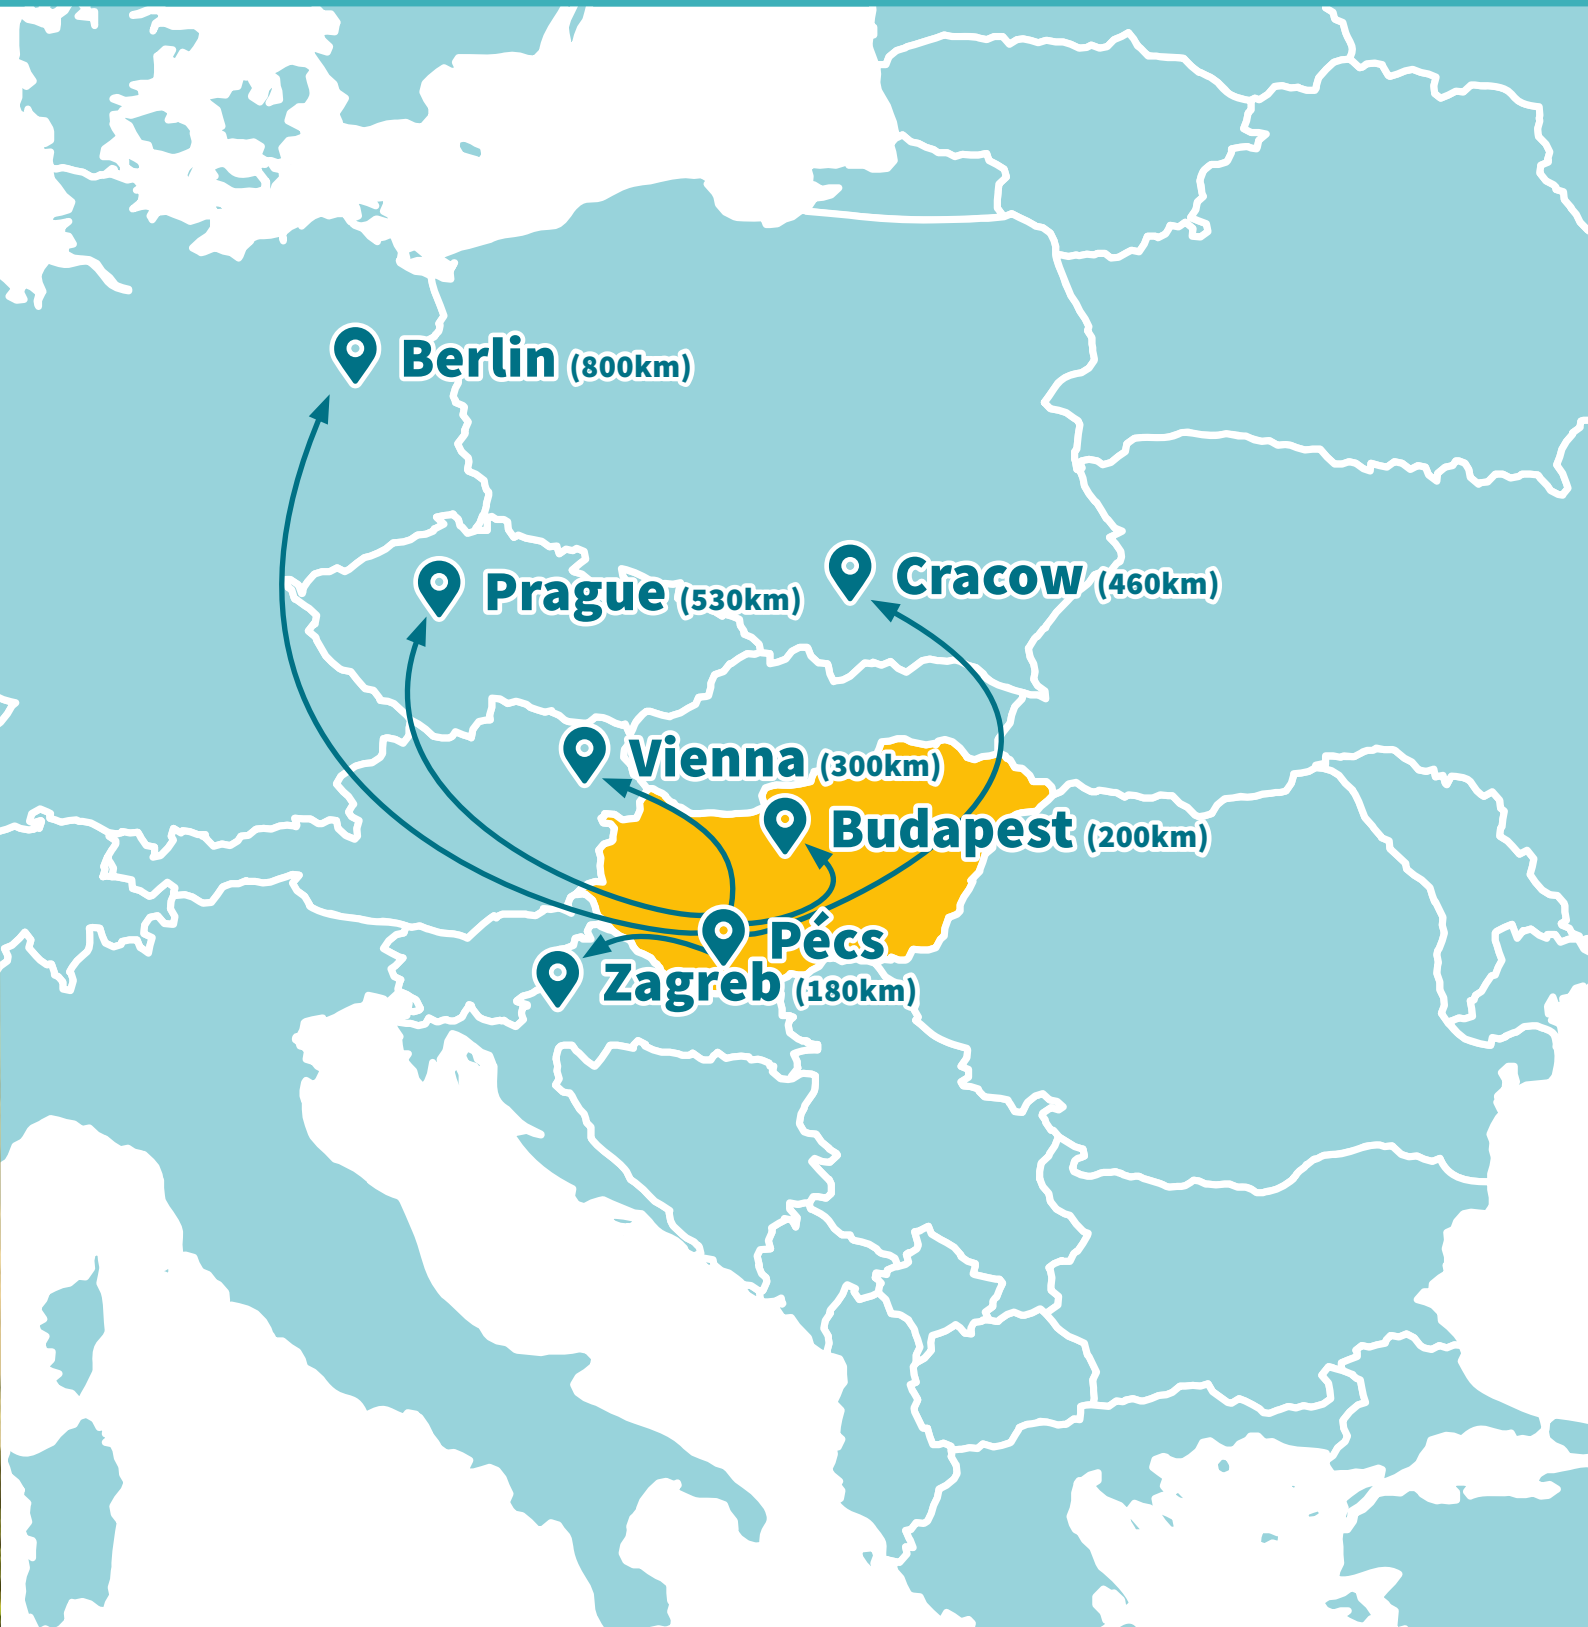 Berlin (800km)
Prague (530km)
Cracow (460km)
Vienna (300km)
Budapest (200km)
Pécs
Zagreb (180km)